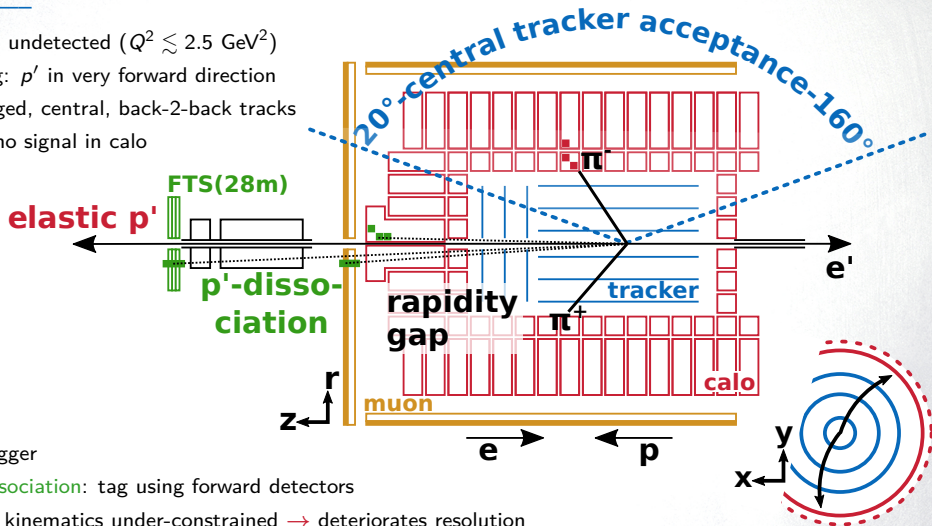 undetected (Q² ≲ 2.5 GeV²)
: p′ in very forward direction
ged, central, back-2-back tracks
no signal in calo
20°-central tracker acceptance-160°
FTS(28m)
π⁻
elastic p'
e'
p'-disso-
ciation
rapidity
gap
tracker
π⁺
calo
muon
r
z
e
p
y
x
gger
sociation: tag using forward detectors
kinematics under-constrained → deteriorates resolution